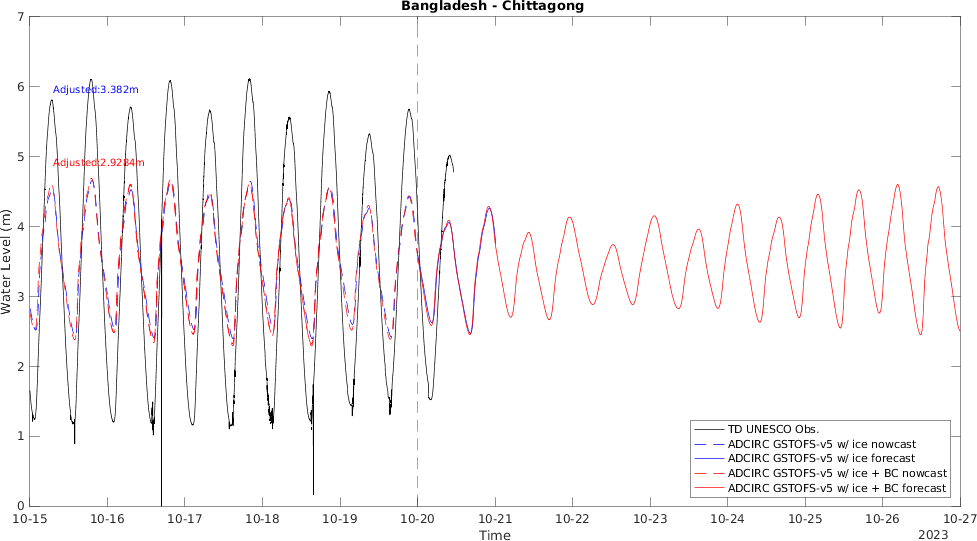 Bangladesh - Chittagong
7
6
5
4
3
2
1
0
Water Level (m)
Adjusted:3.382m
Adjusted:2.9284m
TD UNESCO Obs.
ADCIRC GSTOFS-v5 w/ ice nowcast
ADCIRC GSTOFS-v5 w/ ice forecast
ADCIRC GSTOFS-v5 w/ ice + BC nowcast
ADCIRC GSTOFS-v5 w/ ice + BC forecast
10-15 10-16 10-17 10-18 10-19 10-20 10-21 10-22 10-23 10-24 10-25 10-26 10-27
Time
2023